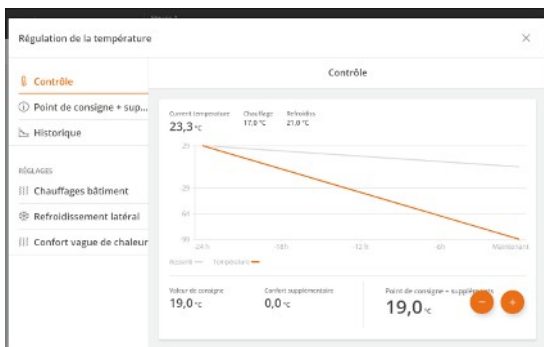 Régulation de la température
Contrôle
Point de consigne + sup...
Historique
RÉGLAGES
Chauffages bâtiment
Refroidissement latéral
Confort vague de chaleur
Contrôle
Current temperature
23,3 °C
Chauffage
17,0 °C
Refroidiss
21,0 °C
-24 h
-18h
12 h
6h
Maintenant
Ressenti
Température
Valeur de consigne
19,0 °C
Confort supplémentaire
0,0 °C
Point de consigne + suppléments
19,0 °C
- +